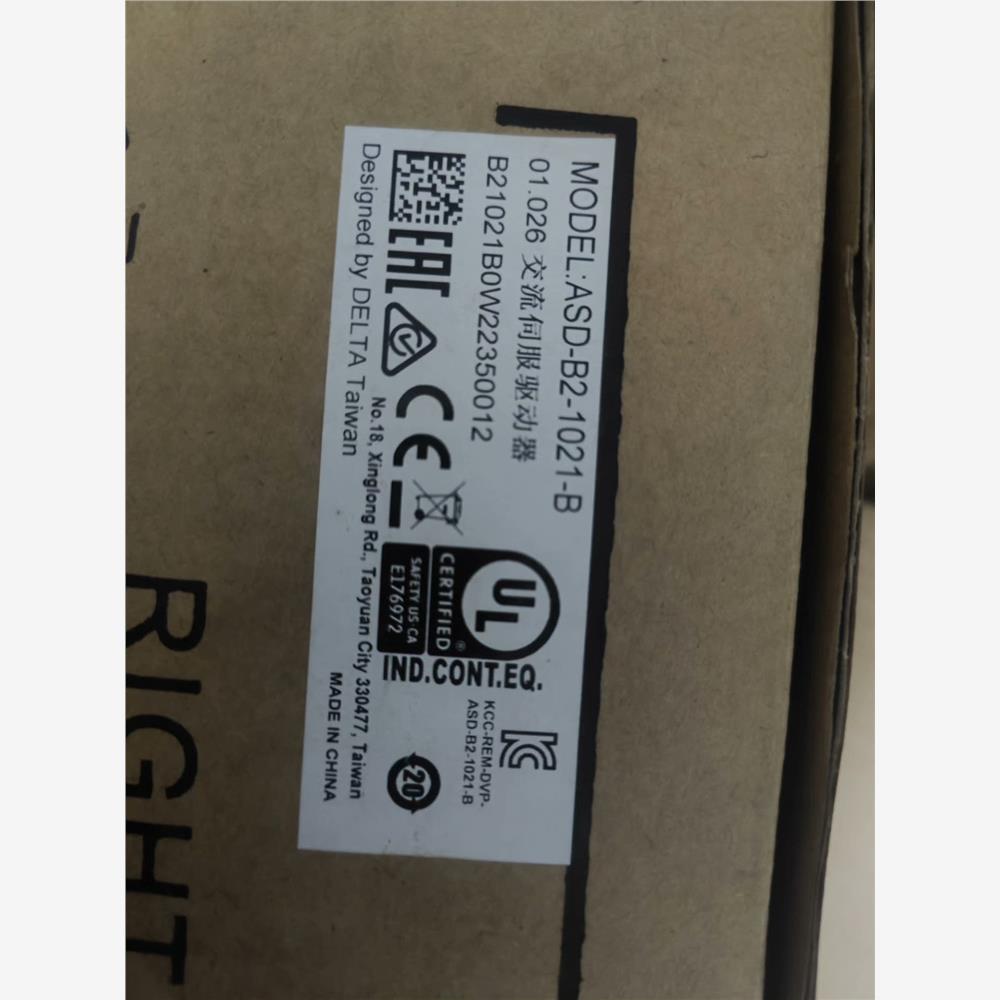 MODEL:ASD-B2-1021-B
01.026 交流伺服驱动器
B21021B0W22350012
EAC
CE
UL
CERTIFIED
®
SAFETY US·CA
E176972
IND.CONT.EQ.
KC
KCC-REM-DVP-
ASD-B2-1021-B
20
Designed by DELTA Taiwan
No.18, Xinglong Rd., Taoyuan City 330477, Taiwan
MADE IN CHINA
RIGHT